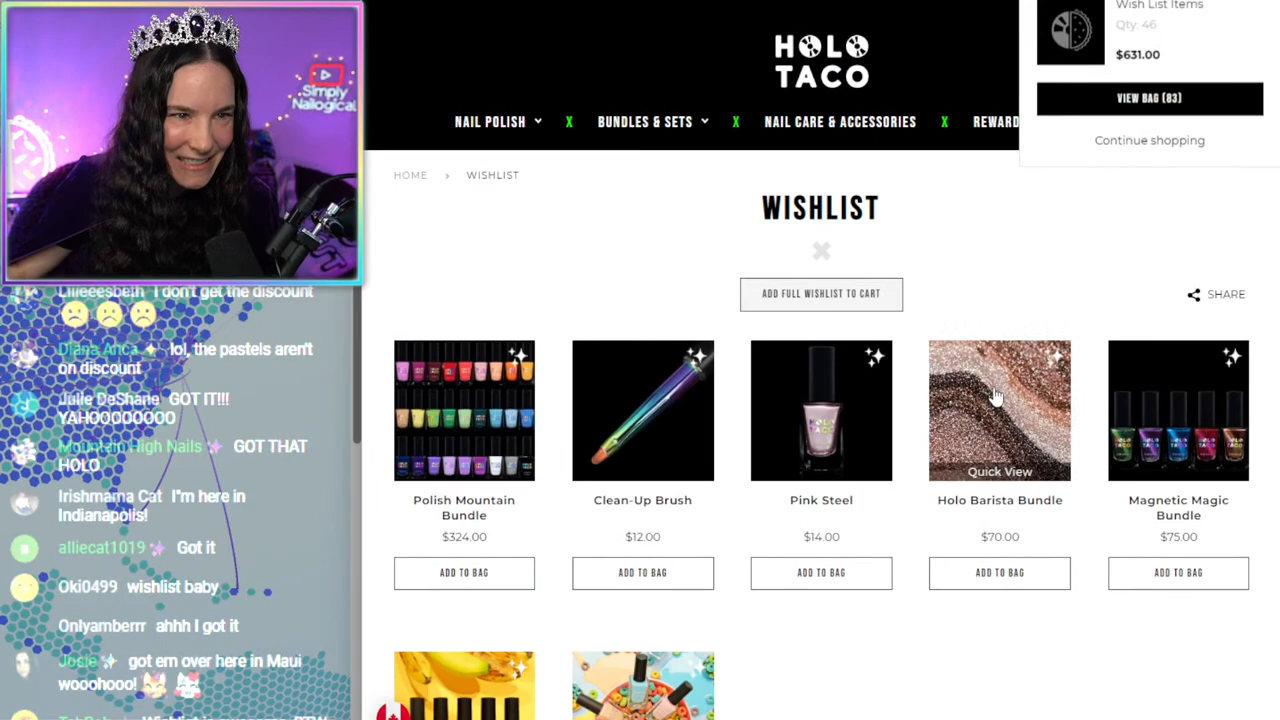 Simply
Nailogical
Lilieeesbeth I don't get the discount
Diana Anca lol, the pastels aren't
on discount
Julie DeShane GOT IT!!!
YAHOOOOOOO
Mountain High Nails GOT THAT
HOLO
Irishmama Cat I"m here in
Indianapolis!
alliecat1019 Got it
Oki0499 wishlist baby
Onlyamberrr ahhh I got it
Josie got em over here in Maui
wooohooo!
HOLO
TACO
NAIL POLISH X BUNDLES & SETS X NAIL CARE & ACCESSORIES X REWARD
Wish List Items
Qty: 46
$631.00
VIEW BAG (83)
Continue shopping
HOME › WISHLIST
WISHLIST
ADD FULL WISHLIST TO CART
SHARE
HOLO
TACO
Quick View
Polish Mountain
Bundle
$324.00
ADD TO BAG
Clean-Up Brush
$12.00
ADD TO BAG
Pink Steel
$14.00
ADD TO BAG
Holo Barista Bundle
$70.00
ADD TO BAG
Magnetic Magic
Bundle
$75.00
ADD TO BAG